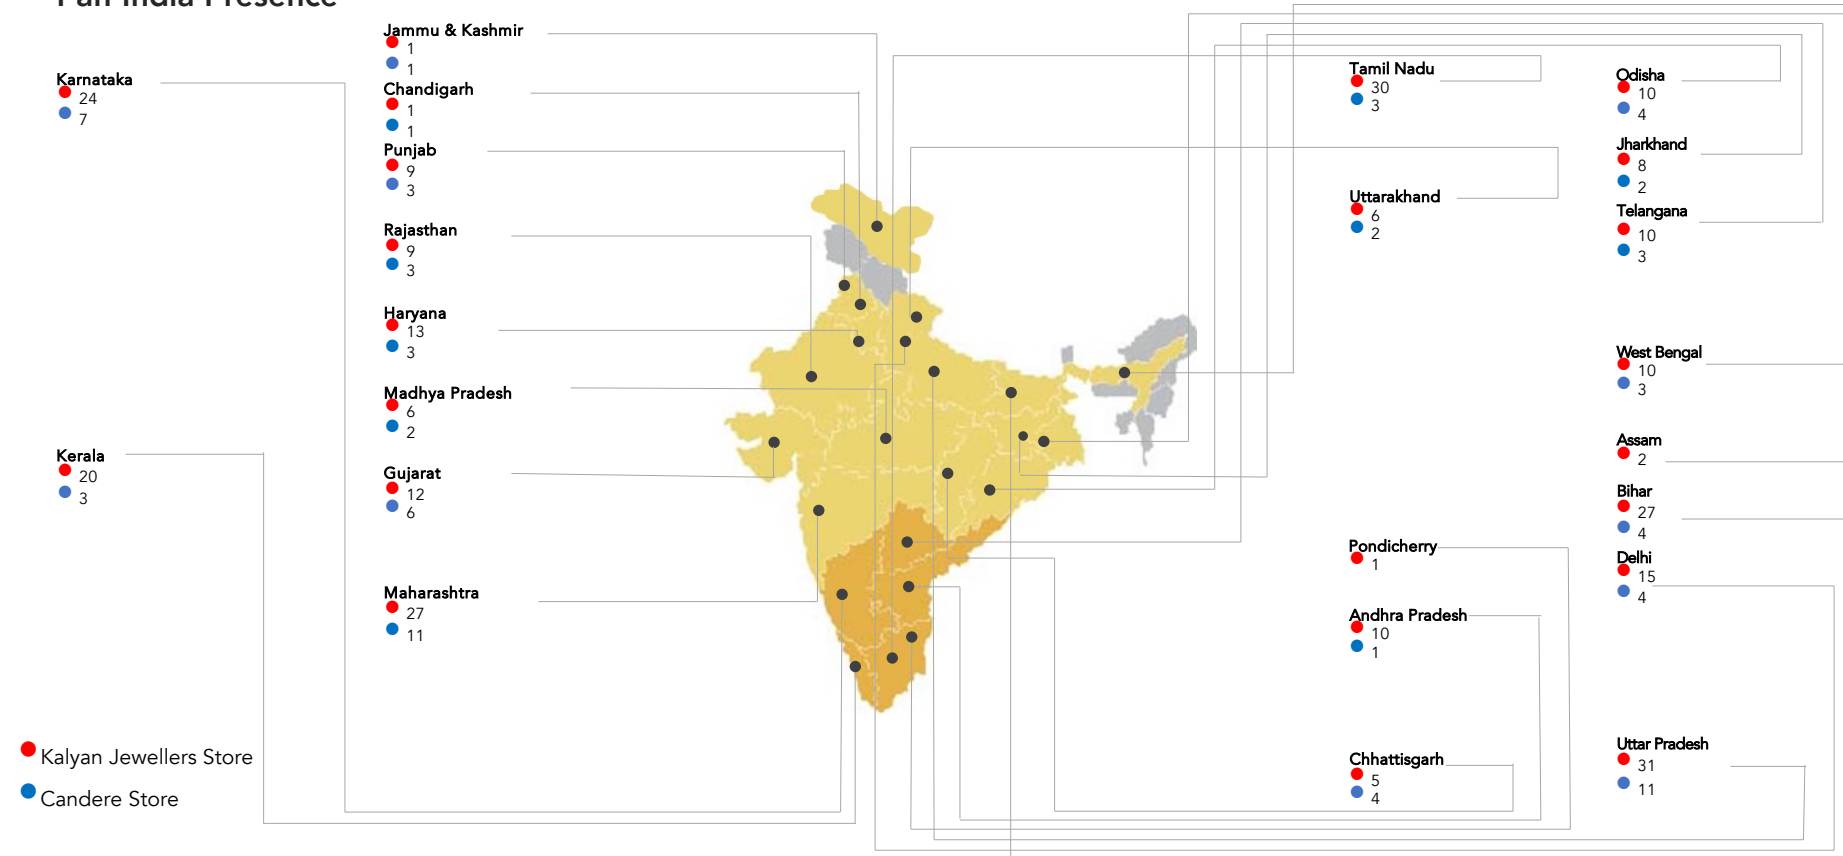 Pan India Presence
Karnataka
24
7
Kerala
20
3
Kalyan Jewellers Store
Candere Store
Jammu & Kashmir
1
1
Chandigarh
1
1
Punjab
9
3
Rajasthan
9
3
Haryana
13
3
Madhya Pradesh
6
2
Gujarat
12
6
Maharashtra
27
11
Tamil Nadu
30
3
Uttarakhand
6
2
Pondicherry
1
Andhra Pradesh
10
1
Chhattisgarh
5
4
Odisha
10
4
Jharkhand
8
2
Telangana
10
3
West Bengal
10
3
Assam
2
Bihar
27
4
Delhi
15
4
Uttar Pradesh
31
11